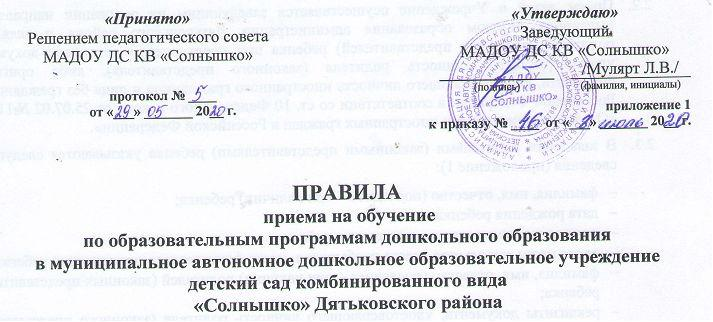 «Принято»
Решением педагогического совета
МАДОУ ДС КВ «Солнышко»
протокол № 5
от «29» 05 2020 г.
«Утверждаю»
Заведующий
МАДОУ ДС КВ «Солнышко»
/Мулярт Л.В./
(подпись) (фамилия, инициалы)
МАДОУ
«СОЛНЫШКО»
приложение 1
к приказу № 46 от « » 2020 г.
ПРАВИЛА
приема на обучение
по образовательным программам дошкольного образования
в муниципальное автономное дошкольное образовательное учреждение
детский сад комбинированного вида
«Солнышко» Дятьковского района